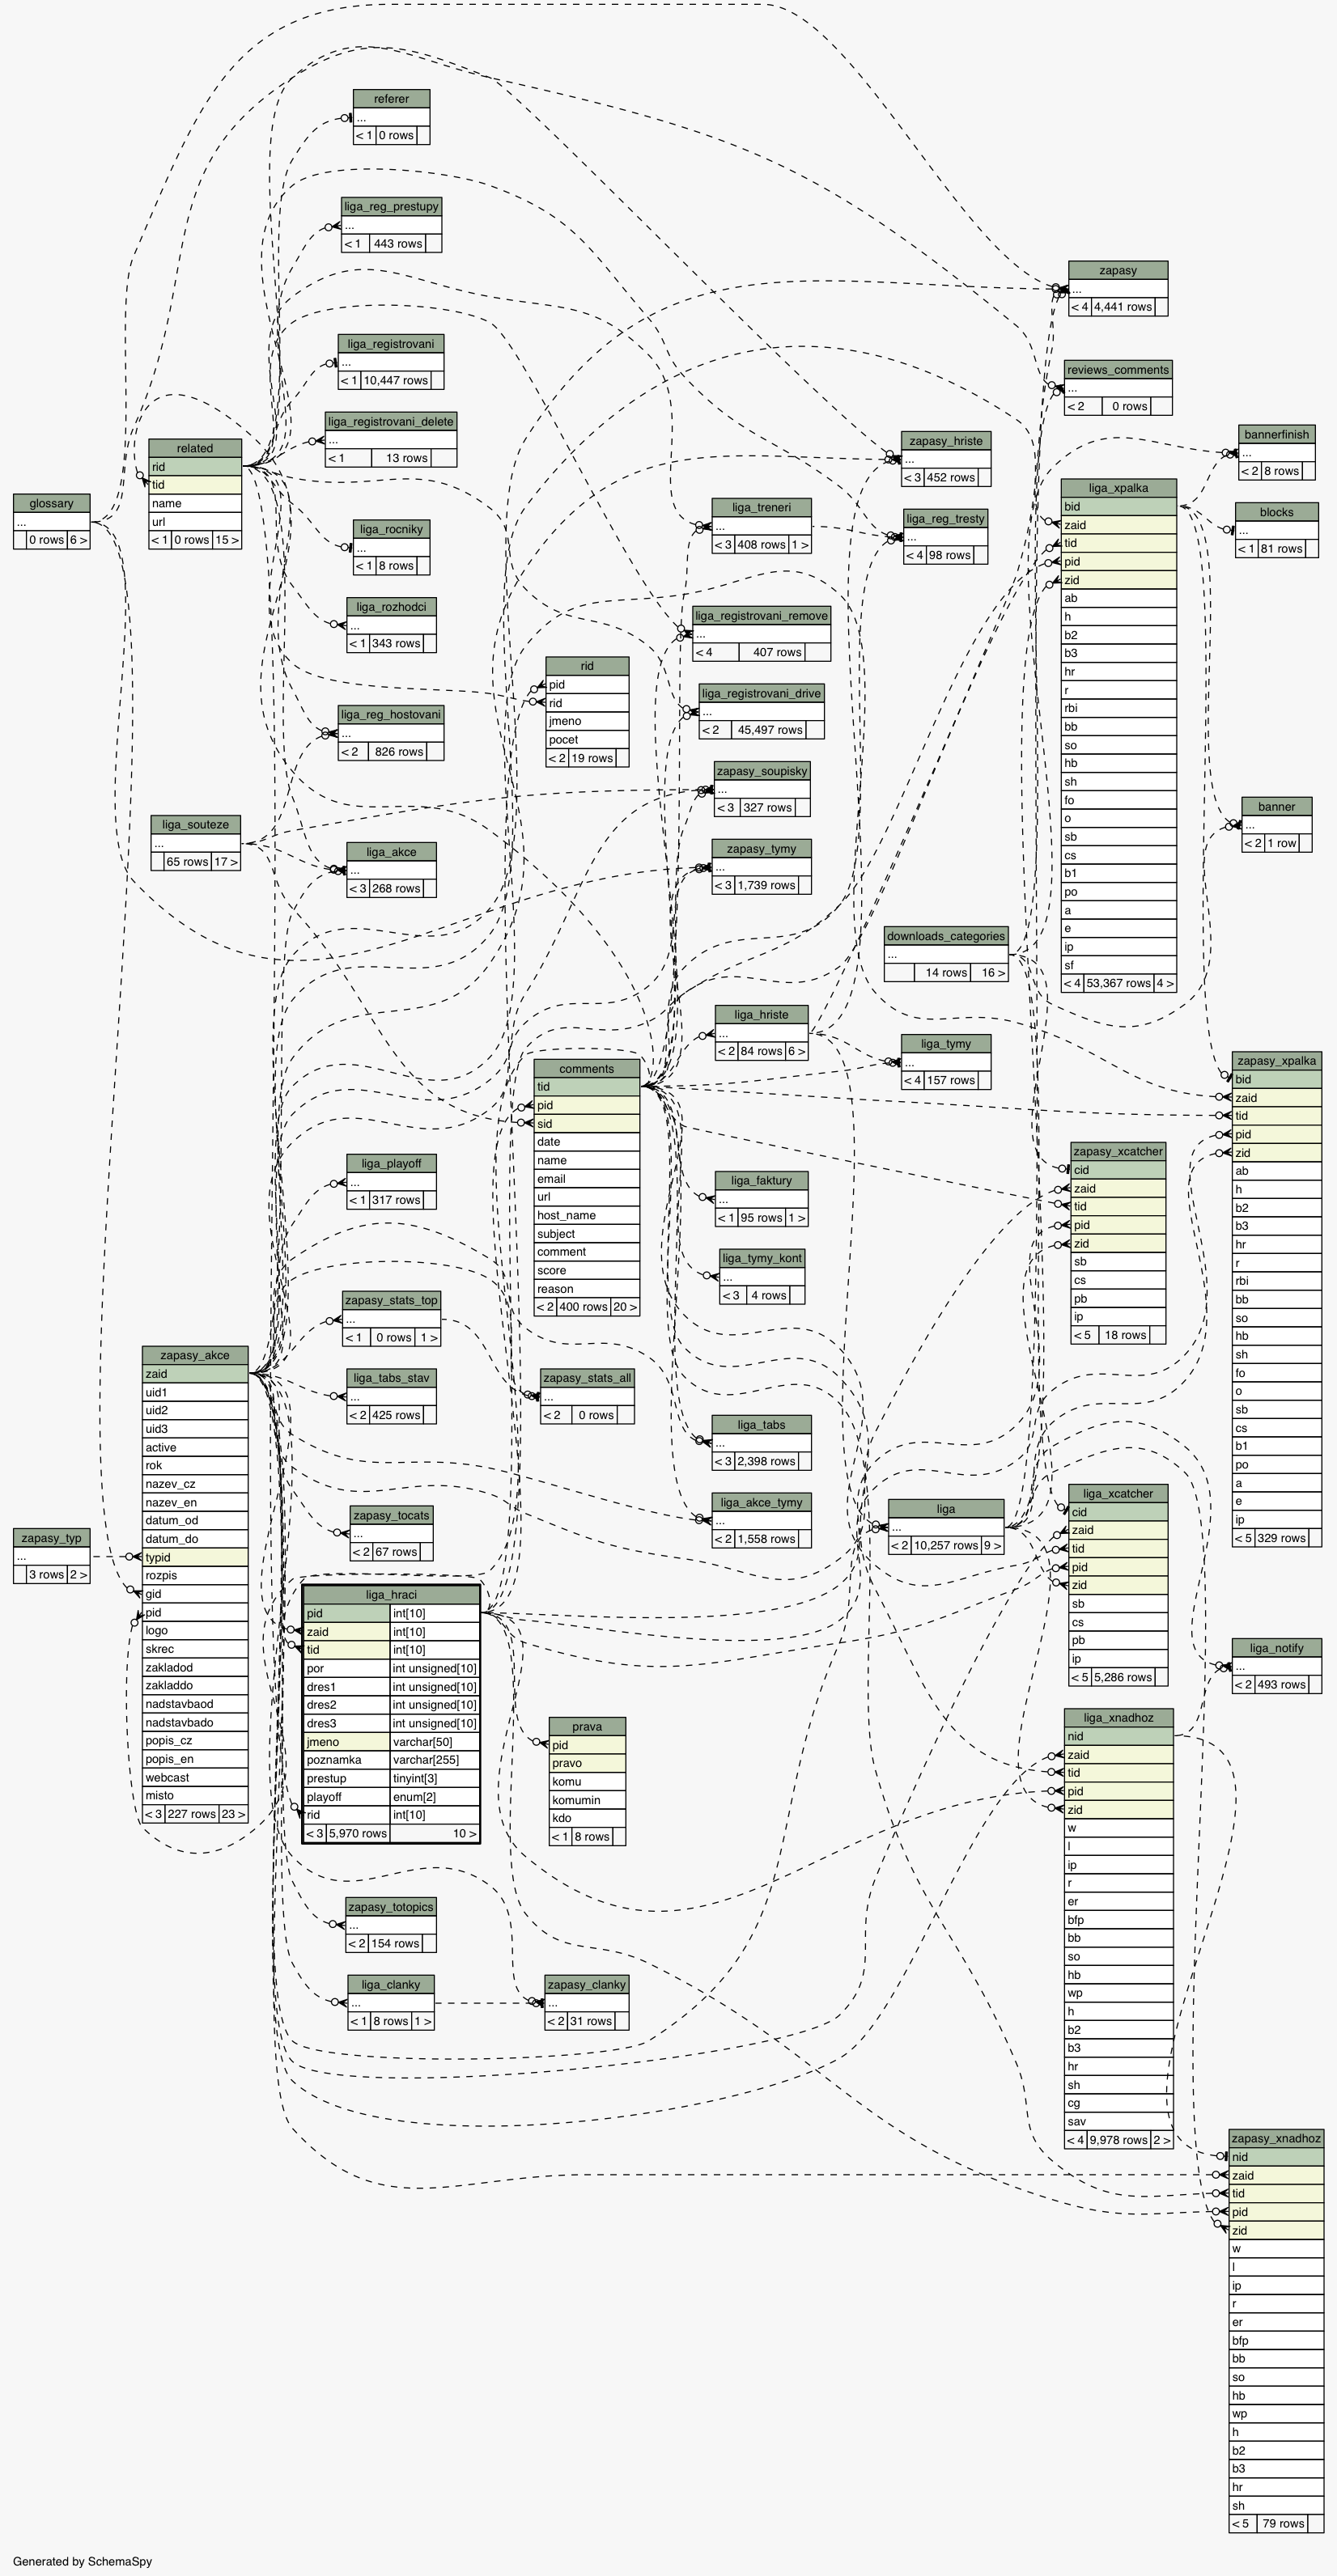 referer
...
< 1 0 rows
liga_reg_prestupy
...
< 1 443 rows
liga_registrovani
...
< 1 10,447 rows
liga_registrovani_delete
...
< 1 13 rows
related
rid
tid
name
url
< 1 0 rows 15 >
glossary
...
0 rows 6 >
liga_rocniky
...
< 1 8 rows
liga_rozhodci
...
< 1 343 rows
liga_reg_hostovani
...
< 2 826 rows
liga_souteze
...
65 rows 17 >
liga_akce
...
< 3 268 rows
zapasy
...
< 4 4,441 rows
reviews_comments
...
< 2 0 rows
zapasy_hriste
...
< 3 452 rows
liga_treneri
...
< 3 408 rows 1 >
liga_reg_tresty
...
< 4 98 rows
bannerfinish
...
< 2 8 rows
blocks
...
< 1 81 rows
liga_xpalka
bid
zaid
tid
pid
zid
ab
h
b2
b3
hr
r
rbi
bb
so
hb
sh
fo
o
sb
cs
b1
po
a
e
ip
sf
< 4 53,367 rows 4 >
liga_registrovani_remove
...
< 4 407 rows
rid
pid
rid
jmeno
pocet
< 2 19 rows
liga_registrovani_drive
...
< 2 45,497 rows
zapasy_soupisky
...
< 3 327 rows
zapasy_tymy
...
< 3 1,739 rows
banner
...
< 2 1 row
downloads_categories
...
14 rows 16 >
liga_hriste
...
< 2 84 rows 6 >
liga_tymy
...
< 4 157 rows
comments
tid
pid
sid
date
name
email
url
host_name
subject
comment
score
reason
< 2 400 rows 20 >
zapasy_xpalka
bid
zaid
tid
pid
zid
ab
h
b2
b3
hr
r
rbi
bb
so
hb
sh
fo
o
sb
cs
b1
po
a
e
ip
< 5 329 rows
zapasy_xcatcher
cid
zaid
tid
pid
zid
sb
cs
pb
ip
< 5 18 rows
liga_playoff
...
< 1 317 rows
liga_faktury
...
< 1 95 rows 1 >
liga_tymy_kont
...
< 3 4 rows
zapasy_stats_top
...
< 1 0 rows 1 >
zapasy_akce
zaid
uid1
uid2
uid3
active
rok
nazev_cz
nazev_en
datum_od
datum_do
typid
rozpis
gid
pid
logo
skrec
zakladod
zakladdo
nadstavbaod
nadstavbado
popis_cz
popis_en
webcast
misto
< 3 227 rows 23 >
liga_tabs_stav
...
< 2 425 rows
zapasy_stats_all
...
< 2 0 rows
liga_tabs
...
< 3 2,398 rows
liga_akce_tymy
...
< 2 1,558 rows
liga
...
< 2 10,257 rows 9 >
liga_xcatcher
cid
zaid
tid
pid
zid
sb
cs
pb
ip
< 5 5,286 rows
zapasy_tocats
...
< 2 67 rows
zapasy_typ
...
3 rows 2 >
liga_hraci
pid int[10]
zaid int[10]
tid int[10]
por int unsigned[10]
dres1 int unsigned[10]
dres2 int unsigned[10]
dres3 int unsigned[10]
jmeno varchar[50]
poznamka varchar[255]
prestup tinyint[3]
playoff enum[2]
rid int[10]
< 3 5,970 rows 10 >
liga_notify
...
< 2 493 rows
prava
pid
pravo
komu
komumin
kdo
< 1 8 rows
liga_xnadhoz
nid
zaid
tid
pid
zid
w
l
ip
r
er
bfp
bb
so
hb
wp
h
b2
b3
hr
sh
cg
sav
< 4 9,978 rows 2 >
zapasy_totopics
...
< 2 154 rows
liga_clanky
...
< 1 8 rows 1 >
zapasy_clanky
...
< 2 31 rows
zapasy_xnadhoz
nid
zaid
tid
pid
zid
w
l
ip
r
er
bfp
bb
so
hb
wp
h
b2
b3
hr
sh
< 5 79 rows
Generated by SchemaSpy